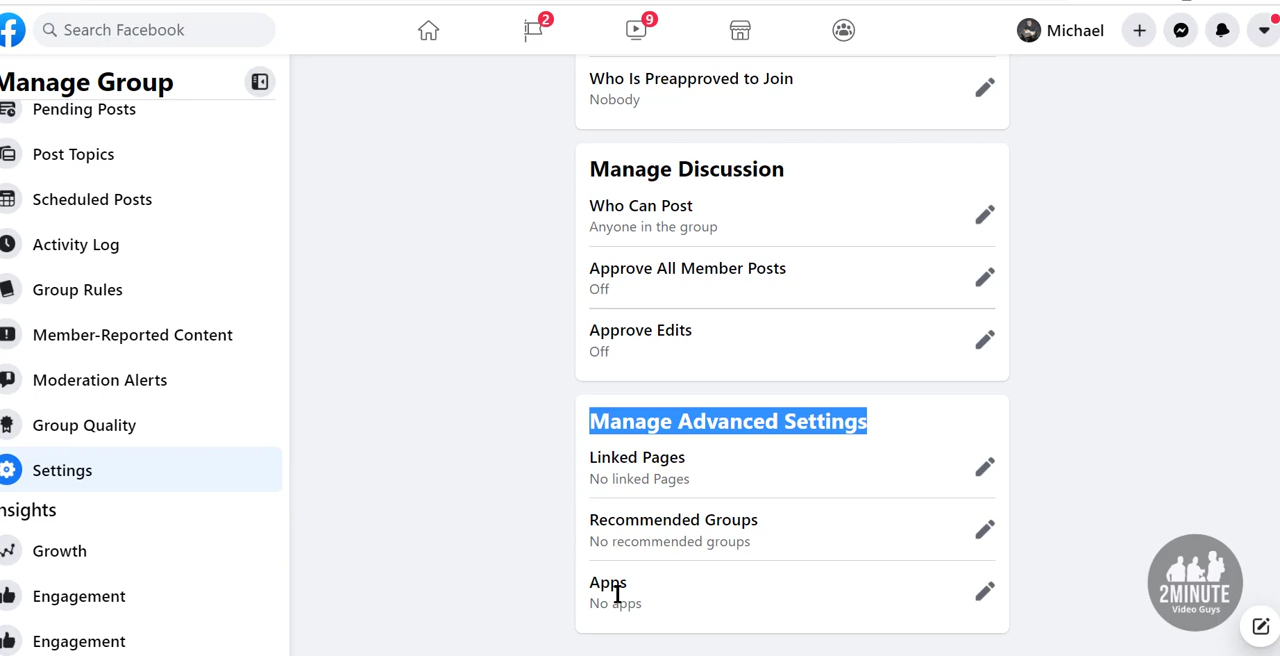 Search Facebook
2
9
Michael
Manage Group
Pending Posts
Post Topics
Scheduled Posts
Activity Log
Group Rules
Member-Reported Content
Moderation Alerts
Group Quality
Settings
nsights
Growth
Engagement
Engagement
Who Is Preapproved to Join
Nobody
Manage Discussion
Who Can Post
Anyone in the group
Approve All Member Posts
Off
Approve Edits
Off
Manage Advanced Settings
Linked Pages
No linked Pages
Recommended Groups
No recommended groups
Apps
No apps
2MINUTE
Video Guys